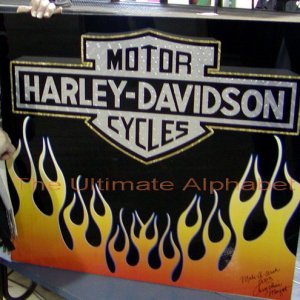 MOTOR
HARLEY-DAVIDSON
CYCLES
The Ultimate Alphabet